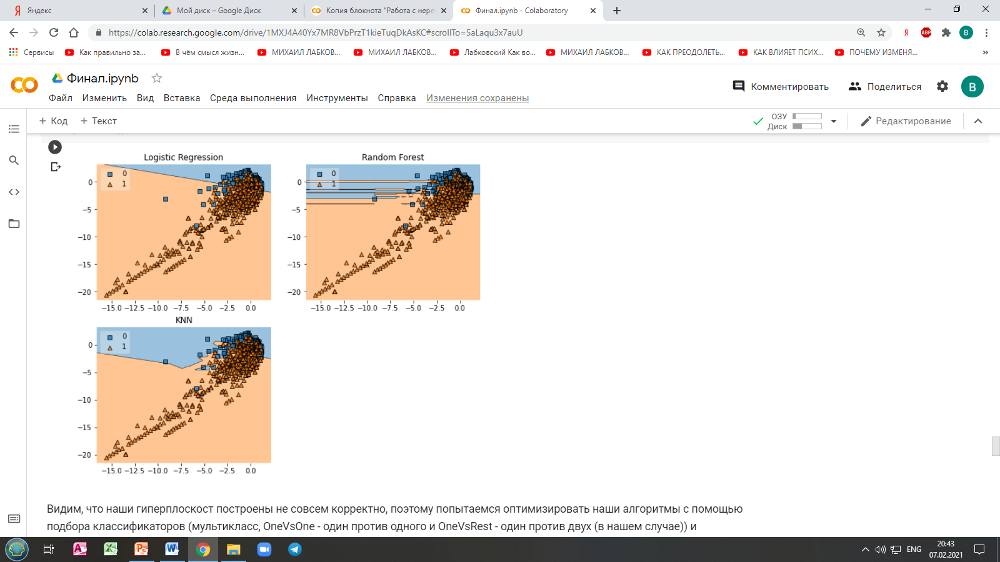 Яндекс
Мой диск – Google Диск
Копия блокнота "Работа с нере
Финал.ipynb - Colaboratory
https://colab.research.google.com/drive/1MXJ4A40Yx7MR8VbPrzT1kieTuqDkAsKC#scrollTo=5aLaqu3x7auU
Я ABP B
Сервисы
Как правильно за...
В чём смысл жизн...
МИХАИЛ ЛАБКОВ...
МИХАИЛ ЛАБКОВ...
Лабковский Как во...
МИХАИЛ ЛАБКОВ...
КАК ПРЕОДОЛЕТЬ...
КАК ВЛИЯЕТ ПСИХ...
ПОЧЕМУ ИЗМЕНЯ...
»
Финал.ipynb
Комментировать
Поделиться
B
Файл Изменить Вид Вставка Среда выполнения Инструменты Справка Изменения сохранены
+ Код + Текст
ОЗУ
Диск
Редактирование
Logistic Regression
0
1
0
−5
−10
−15
−20
−15.0 −12.5 −10.0 −7.5 −5.0 −2.5 0.0
Random Forest
0
1
0
−5
−10
−15
−20
−15.0 −12.5 −10.0 −7.5 −5.0 −2.5 0.0
KNN
0
1
0
−5
−10
−15
−20
−15.0 −12.5 −10.0 −7.5 −5.0 −2.5 0.0
Видим, что наши гиперплоскост построены не совсем корректно, поэтому попытаемся оптимизировать наши алгоритмы с помощью
подбора классификаторов (мультикласс, OneVsOne - один против одного и OneVsRest - один против двух (в нашем случае)) и
ENG
20:43
07.02.2021